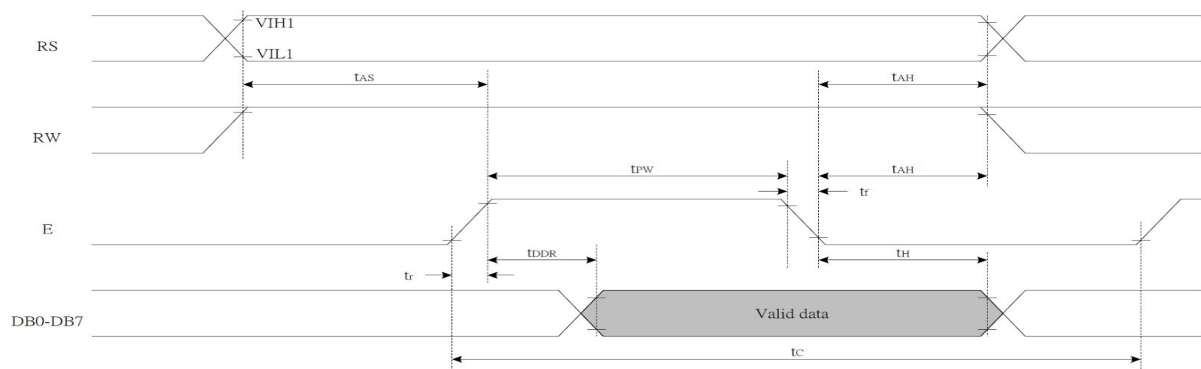 VIH1
RS
VIL1
tAS
tAH
RW
tPW
tAH
tf
E
tDDR
tH
tr
Valid data
DB0-DB7
tC